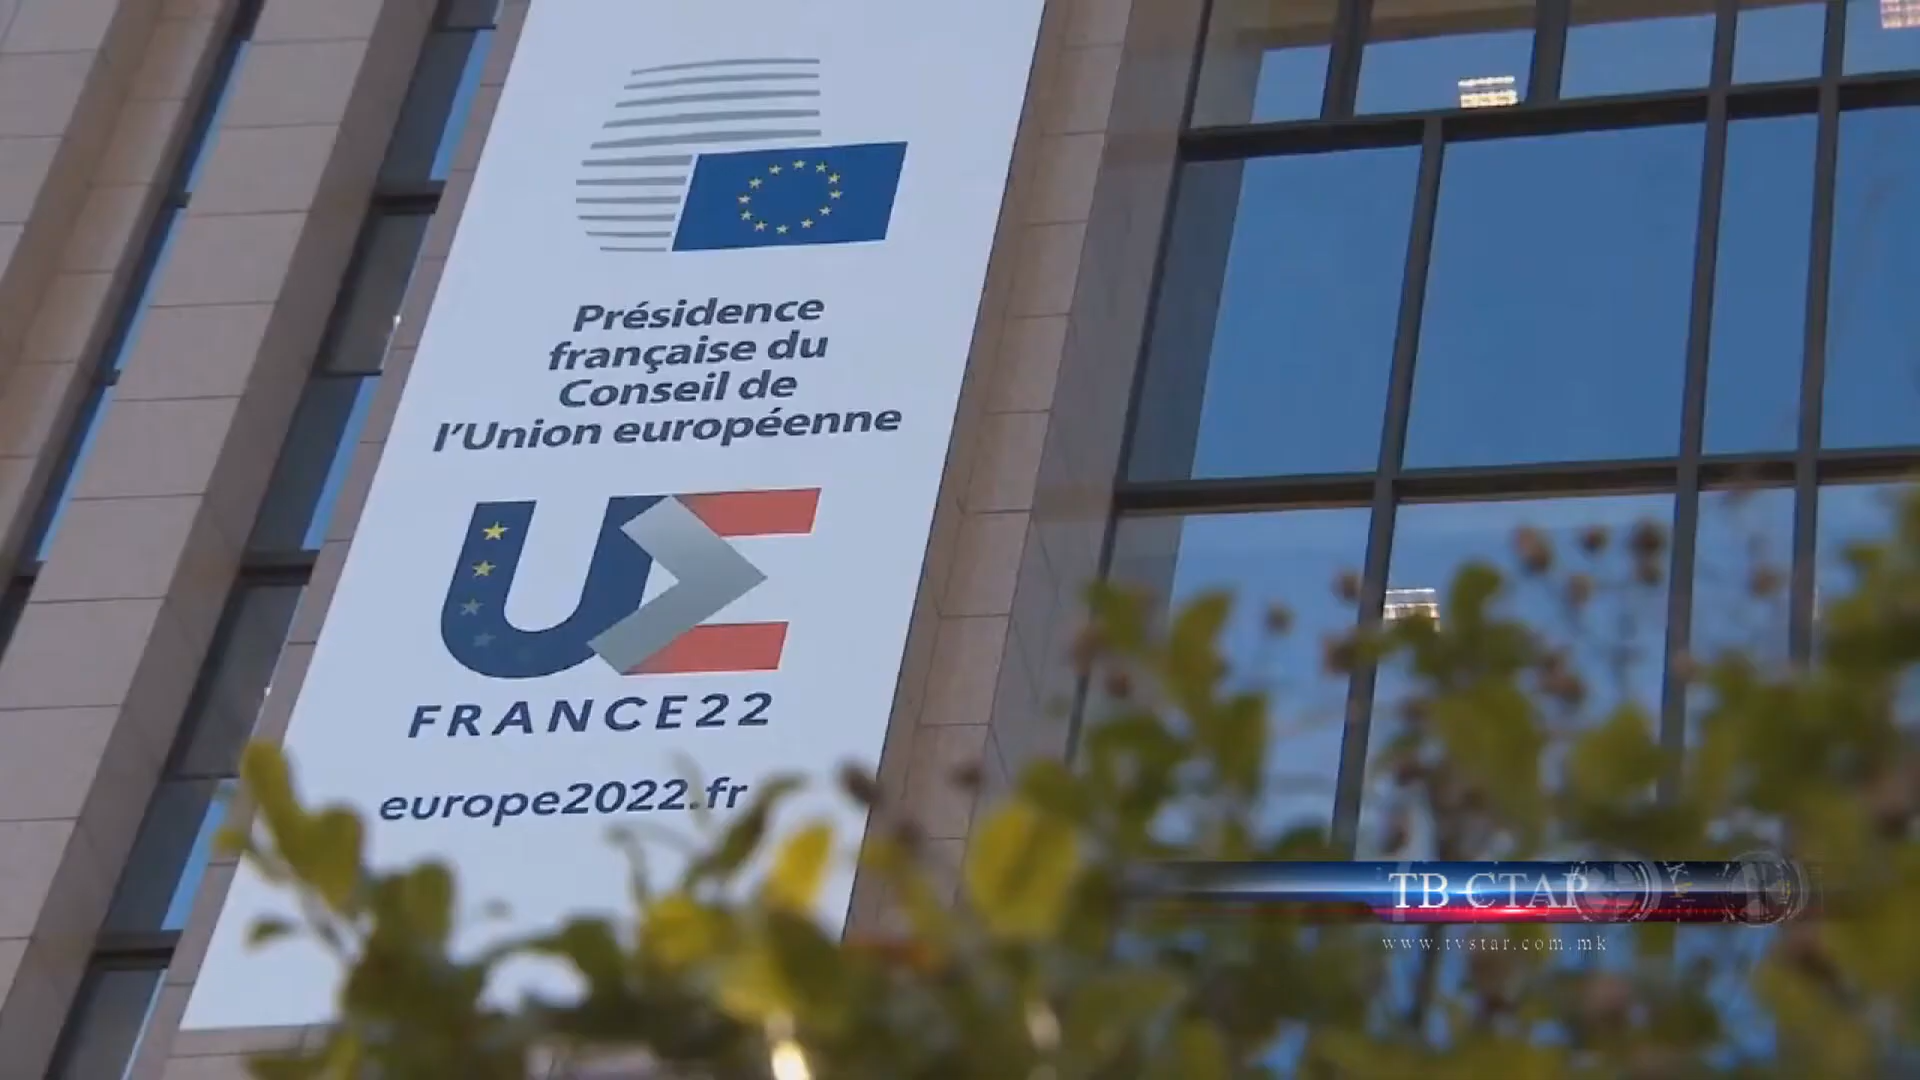 Présidence
française du
Conseil de
l'Union européenne
UE
FRANCE22
europe2022.fr
ТВ СТАР
www.tvstar.com.mk